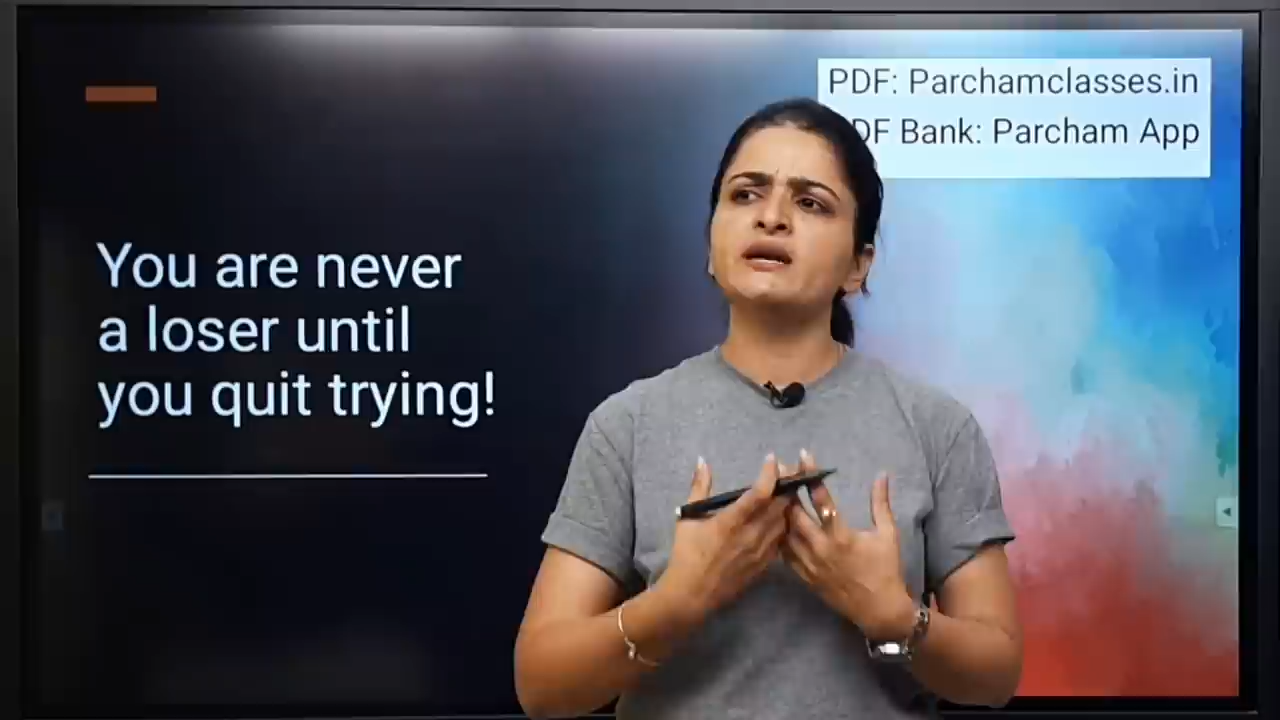 PDF: Parchamclasses.in
DF Bank: Parcham App
You are never
a loser until
you quit trying!